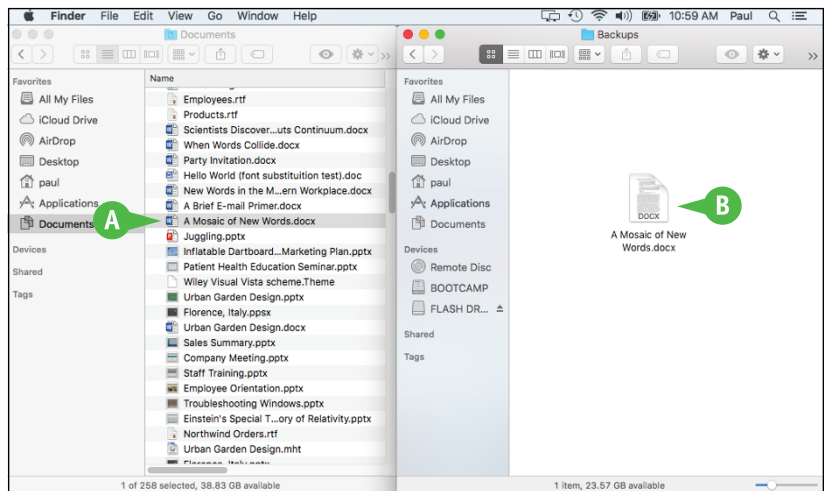 Finder File Edit View Go Window Help 10:59 AM Paul
Documents
Favorites
All My Files
iCloud Drive
AirDrop
Desktop
paul
Applications
Documents
Devices
Shared
Tags
A
Name
Employees.rtf
Products.rtf
Scientists Discover...uts Continuum.docx
When Words Collide.docx
Party Invitation.docx
Hello World (font substituition test).doc
New Words in the M...ern Workplace.docx
A Brief E-mail Primer.docx
A Mosaic of New Words.docx
Juggling.pptx
Inflatable Dartboard...Marketing Plan.pptx
Patient Health Education Seminar.pptx
Wiley Visual Vista scheme.Theme
Urban Garden Design.pptx
Florence, Italy.ppsx
Urban Garden Design.docx
Sales Summary.pptx
Company Meeting.pptx
Staff Training.pptx
Employee Orientation.pptx
Troubleshooting Windows.pptx
Einstein's Special T...ory of Relativity.pptx
Northwind Orders.rtf
Urban Garden Design.mht
Florence, Italy.pptx
1 of 258 selected, 38.83 GB available
Backups
Favorites
All My Files
iCloud Drive
AirDrop
Desktop
paul
Applications
Documents
Devices
Remote Disc
BOOTCAMP
FLASH DR...
Shared
Tags
DOCX
B
A Mosaic of New
Words.docx
1 item, 23.57 GB available